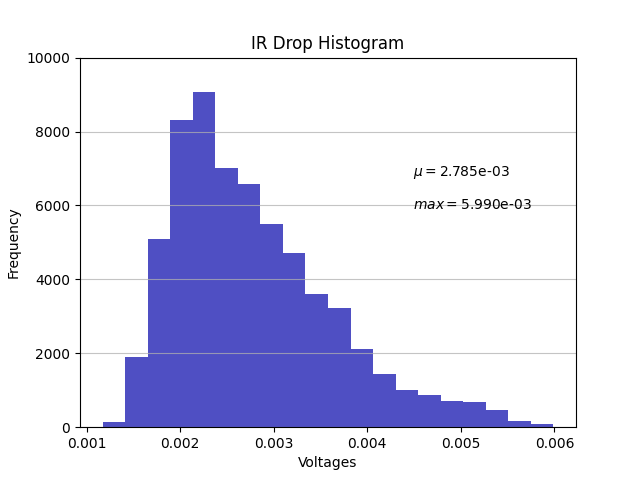 IR Drop Histogram
10000
8000
6000
4000
2000
0
Frequency
μ = 2.785e-03
max = 5.990e-03
0.001 0.002 0.003 0.004 0.005 0.006
Voltages